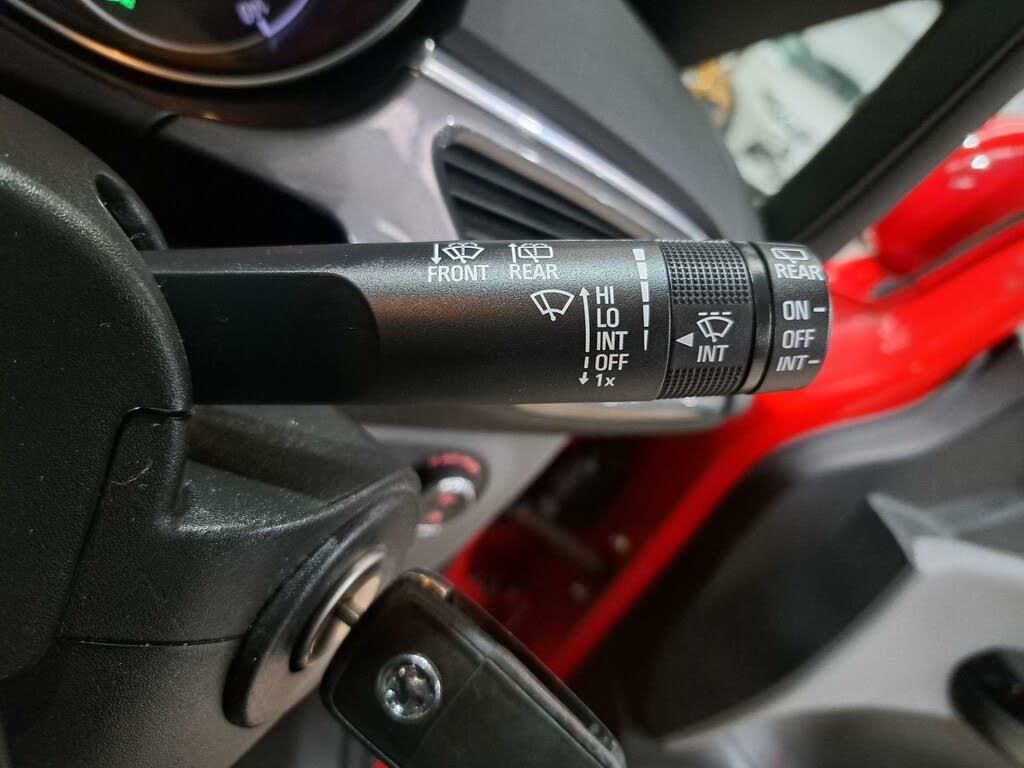 FRONT
REAR
HI
LO
INT
OFF
1x
INT
REAR
ON
OFF
INT